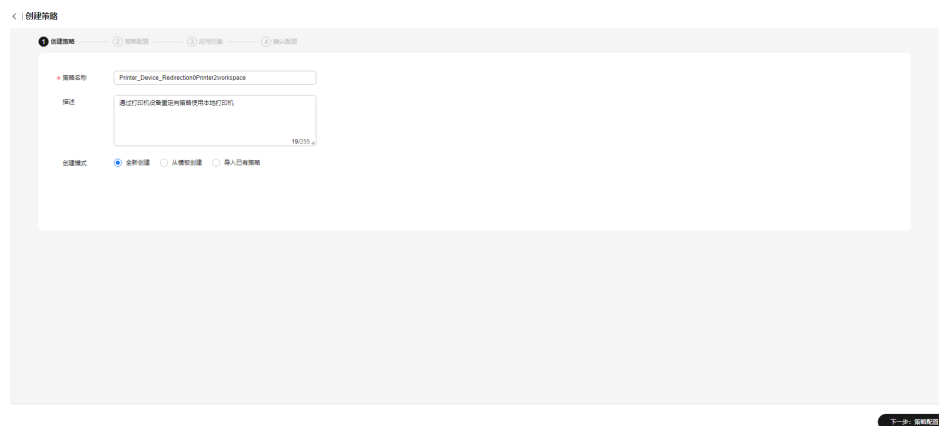 创建策略
1 创建策略 2 策略配置 3 应用对象 4 确认配置
* 策略名称 Printer_Device_Redirection0Printer2workspace
描述 通过打印机设备重定向策略使用本地打印机
19/255
创建模式 全新创建 从模板创建 导入已有策略
下一步：策略配置